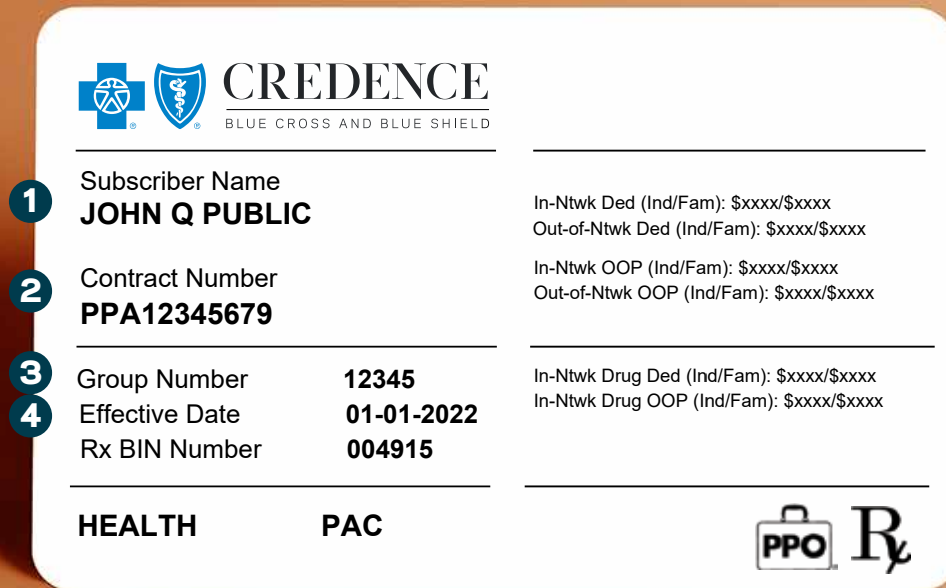 CREDENCE
BLUE CROSS AND BLUE SHIELD
1
Subscriber Name
JOHN Q PUBLIC
2
Contract Number
PPA12345679
3
Group Number 12345
4
Effective Date 01-01-2022
Rx BIN Number 004915
HEALTH PAC
In-Ntwk Ded (Ind/Fam): $xxxx/$xxxx
Out-of-Ntwk Ded (Ind/Fam): $xxxx/$xxxx
In-Ntwk OOP (Ind/Fam): $xxxx/$xxxx
Out-of-Ntwk OOP (Ind/Fam): $xxxx/$xxxx
In-Ntwk Drug Ded (Ind/Fam): $xxxx/$xxxx
In-Ntwk Drug OOP (Ind/Fam): $xxxx/$xxxx
PPO
Rx